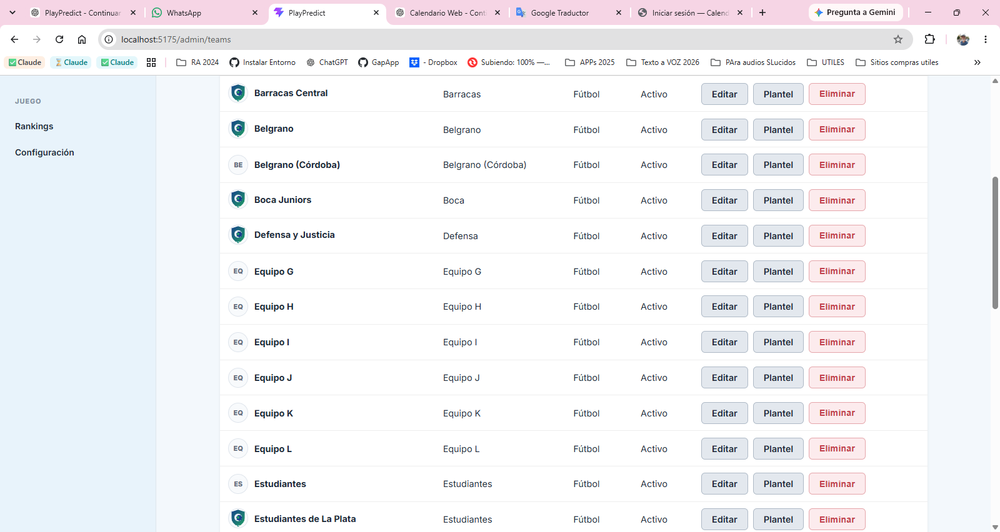 PlayPredict - Continuar
WhatsApp
PlayPredict
Calendario Web - Conti
Google Traductor
Iniciar sesión — Calend
Pregunta a Gemini
localhost:5175/admin/teams
Claude
Claude
Claude
RA 2024
Instalar Entorno
ChatGPT
GapApp
- Dropbox
Subiendo: 100% —...
APPs 2025
Texto a VOZ 2026
PAra audios SLucidos
UTILES
Sitios compras utiles
JUEGO
Rankings
Configuración
Barracas Central Barracas Fútbol Activo Editar Plantel Eliminar
Belgrano Belgrano Fútbol Activo Editar Plantel Eliminar
BE Belgrano (Córdoba) Belgrano (Córdoba) Fútbol Activo Editar Plantel Eliminar
Boca Juniors Boca Fútbol Activo Editar Plantel Eliminar
Defensa y Justicia Defensa Fútbol Activo Editar Plantel Eliminar
EQ Equipo G Equipo G Fútbol Activo Editar Plantel Eliminar
EQ Equipo H Equipo H Fútbol Activo Editar Plantel Eliminar
EQ Equipo I Equipo I Fútbol Activo Editar Plantel Eliminar
EQ Equipo J Equipo J Fútbol Activo Editar Plantel Eliminar
EQ Equipo K Equipo K Fútbol Activo Editar Plantel Eliminar
EQ Equipo L Equipo L Fútbol Activo Editar Plantel Eliminar
ES Estudiantes Estudiantes Fútbol Activo Editar Plantel Eliminar
Estudiantes de La Plata Estudiantes Fútbol Activo Editar Plantel Eliminar